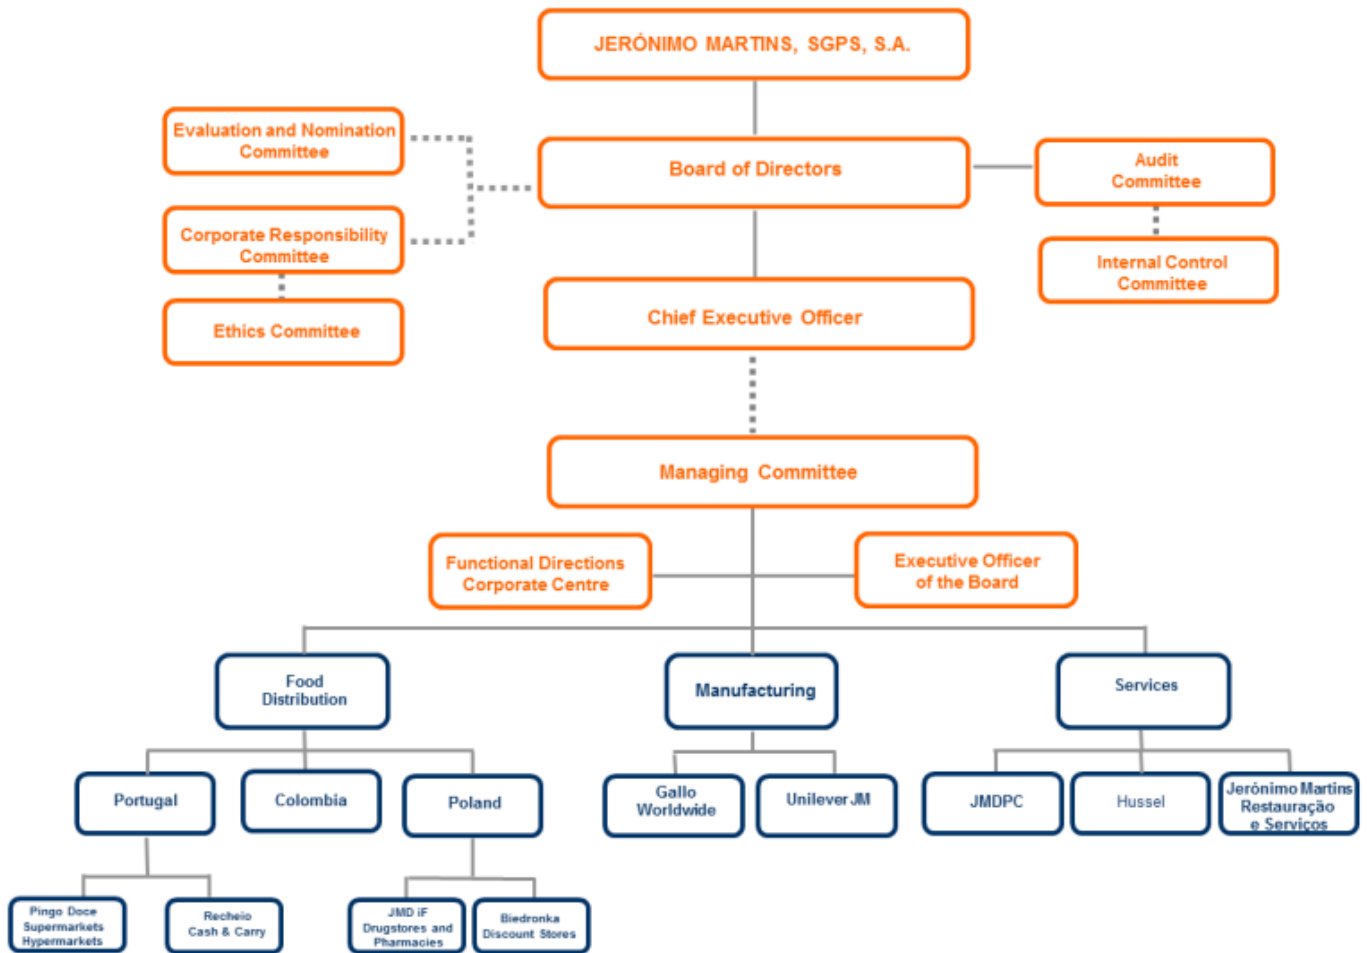 JERÓNIMO MARTINS, SGPS, S.A.
Evaluation and Nomination
Committee
Board of Directors
Audit
Committee
Corporate Responsibility
Committee
Internal Control
Committee
Ethics Committee
Chief Executive Officer
Managing Committee
Functional Directions
Corporate Centre
Executive Officer
of the Board
Food
Distribution
Manufacturing
Services
Portugal
Colombia
Poland
Gallo
Worldwide
Unilever JM
JMDPC
Hussel
Jerónimo Martins
Restauração
e Serviços
Pingo Doce
Supermarkets
Hypermarkets
Recheio
Cash & Carry
JMD iF
Drugstores and
Pharmacies
Biedronka
Discount Stores